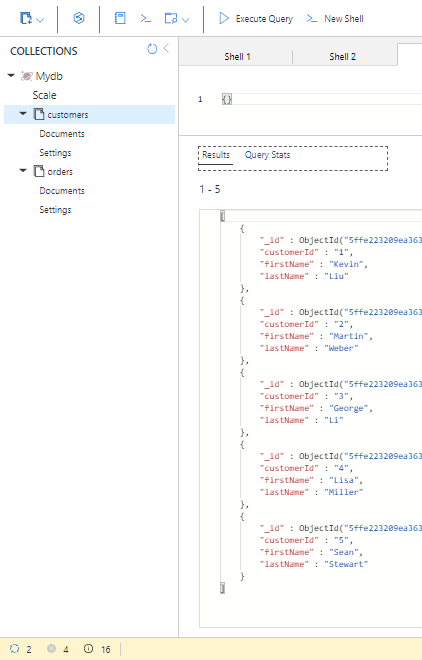 Execute Query New Shell
COLLECTIONS
Mydb
Scale
customers
Documents
Settings
orders
Documents
Settings
Shell 1 Shell 2
1 {}
Results Query Stats
1 - 5
[
{
"_id" : ObjectId("5ffe223209ea363
"customerId" : "1",
"firstName" : "Kevin",
"lastName" : "Liu"
},
{
"_id" : ObjectId("5ffe223209ea363
"customerId" : "2",
"firstName" : "Martin",
"lastName" : "Weber"
},
{
"_id" : ObjectId("5ffe223209ea363
"customerId" : "3",
"firstName" : "George",
"lastName" : "Li"
},
{
"_id" : ObjectId("5ffe223209ea363
"customerId" : "4",
"firstName" : "Lisa",
"lastName" : "Miller"
},
{
"_id" : ObjectId("5ffe223209ea363
"customerId" : "5",
"firstName" : "Sean",
"lastName" : "Stewart"
}
]
2 4 16